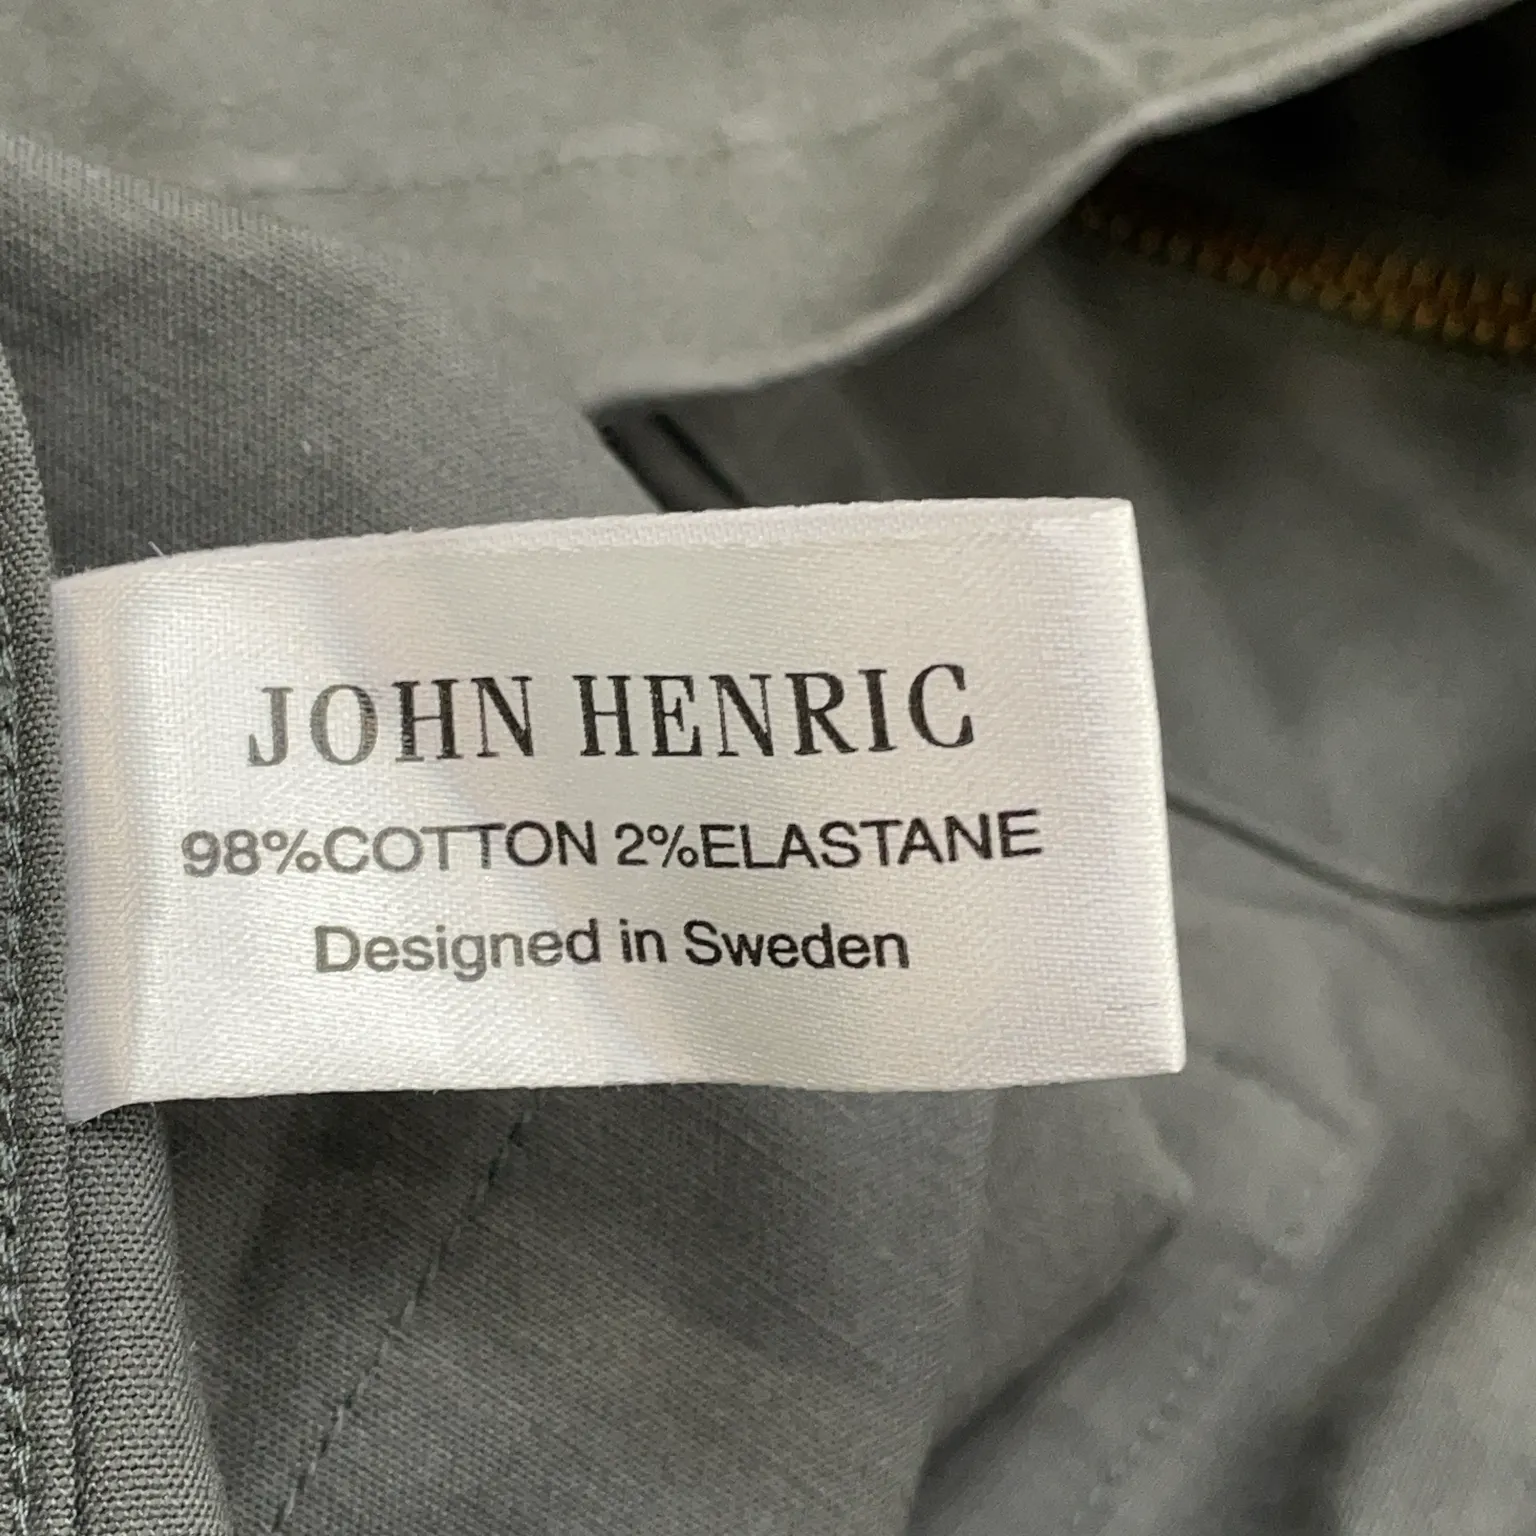 JOHN HENRIC
98%COTTON 2%ELASTANE
Designed in Sweden